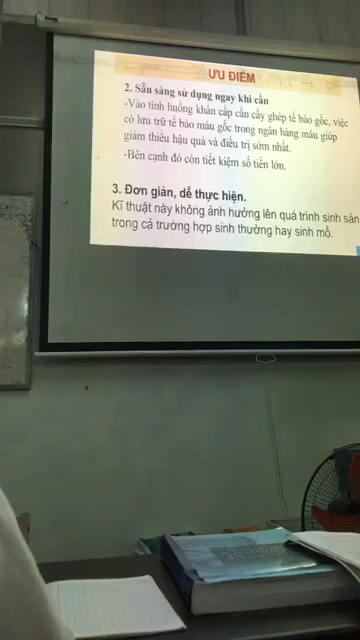 ƯU ĐIỂM
2. Sẵn sàng sử dụng ngay khi cần
-Vào tình huống khẩn cấp cần cấy ghép tế bào gốc, việc
có lưu trữ tế bào máu gốc trong ngân hàng máu giúp
giảm thiểu hậu quả và điều trị sớm nhất.
-Bên cạnh đó còn tiết kiệm số tiền lớn.
3. Đơn giản, dễ thực hiện.
Kĩ thuật này không ảnh hưởng lên quá trình sinh sản
trong cả trường hợp sinh thường hay sinh mổ.